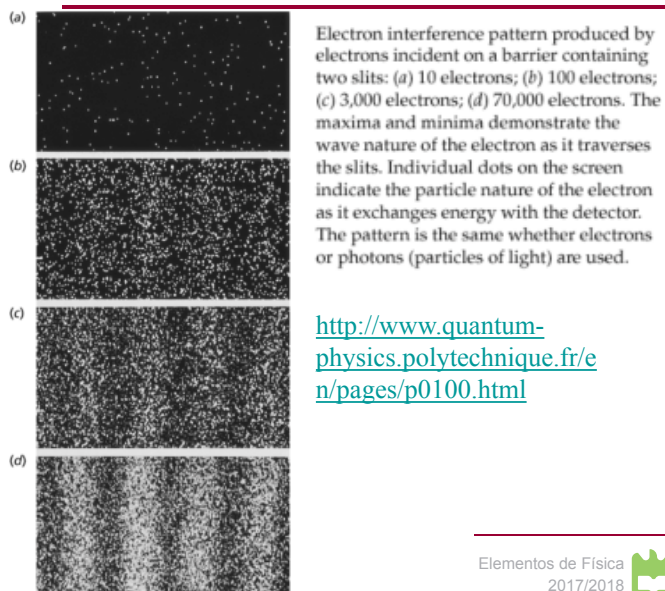 (a)
Electron interference pattern produced by
electrons incident on a barrier containing
two slits: (a) 10 electrons; (b) 100 electrons;
(c) 3,000 electrons; (d) 70,000 electrons. The
maxima and minima demonstrate the
wave nature of the electron as it traverses
the slits. Individual dots on the screen
indicate the particle nature of the electron
as it exchanges energy with the detector.
The pattern is the same whether electrons
or photons (particles of light) are used.
(b)
(c)
http://www.quantum-
physics.polytechnique.fr/e
n/pages/p0100.html
(d)
Elementos de Física
2017/2018